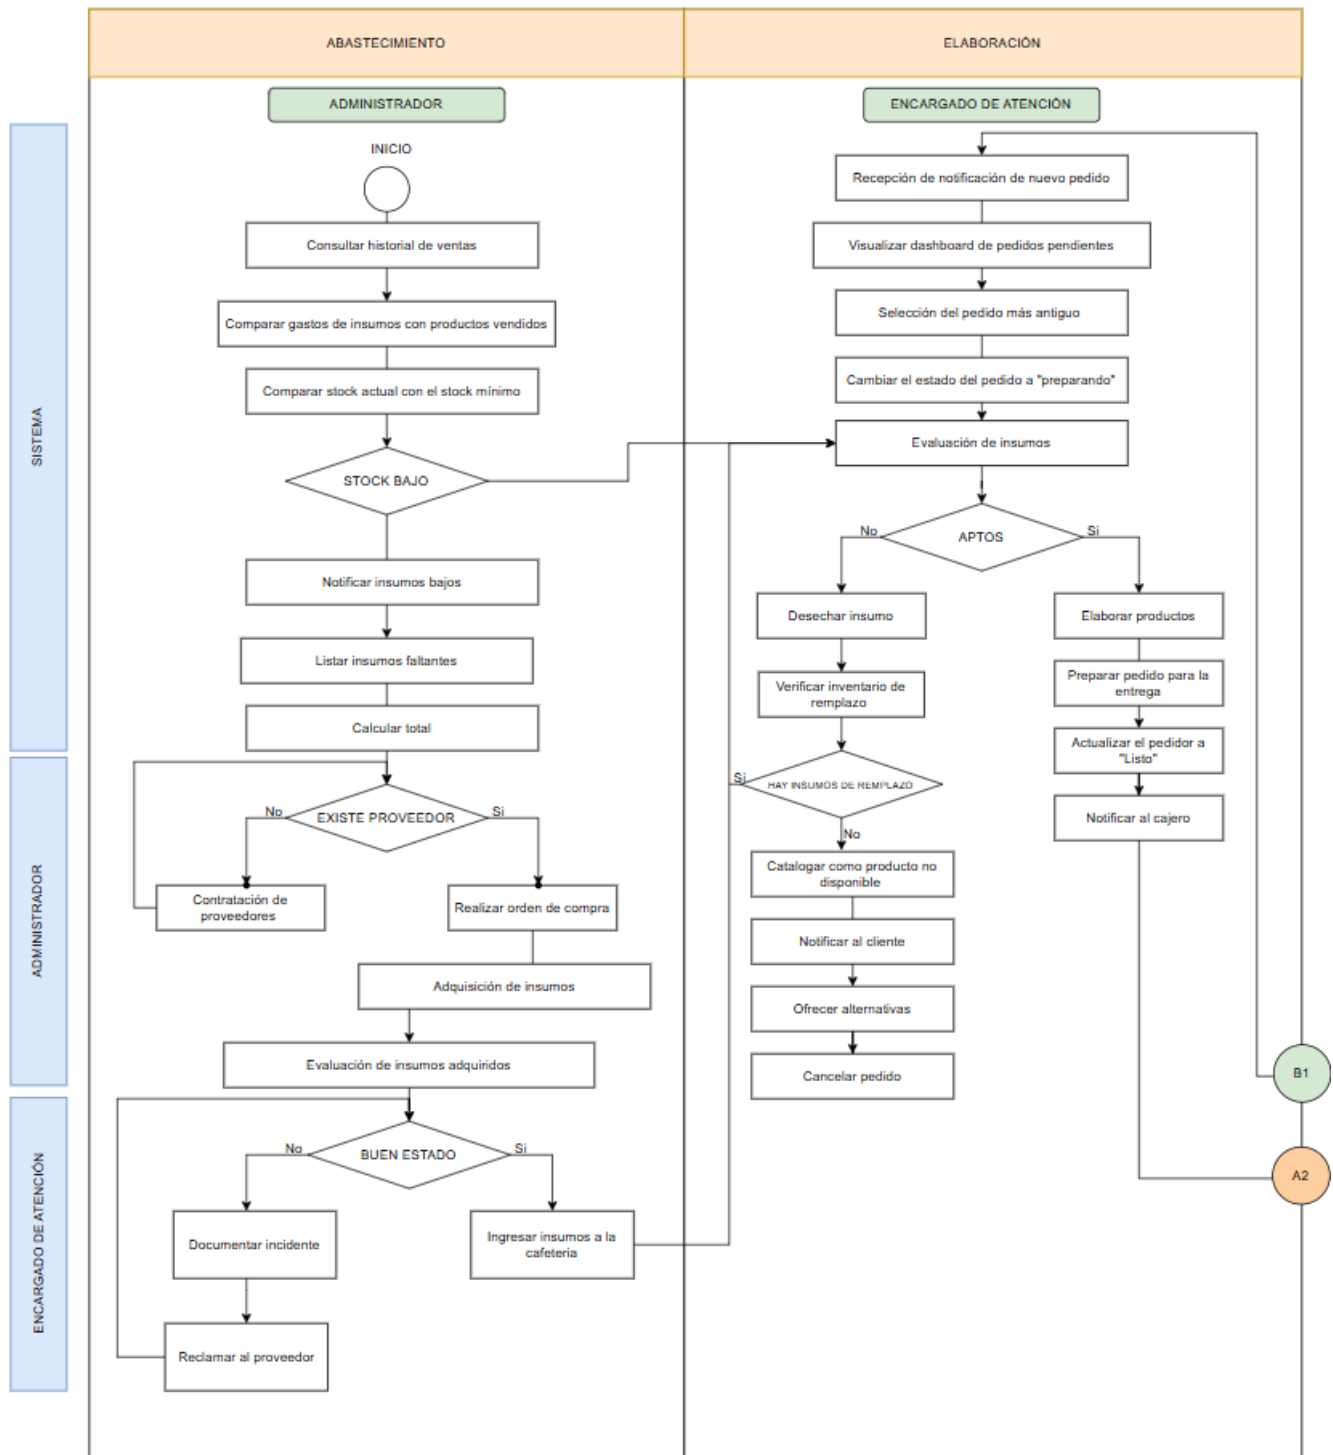 ABASTECIMIENTO
ELABORACIÓN
ADMINISTRADOR
ENCARGADO DE ATENCIÓN
SISTEMA
ADMINISTRADOR
ENCARGADO DE ATENCIÓN
INICIO
Consultar historial de ventas
Comparar gastos de insumos con productos vendidos
Comparar stock actual con el stock mínimo
STOCK BAJO
Notificar insumos bajos
Listar insumos faltantes
Calcular total
EXISTE PROVEEDOR
No
Si
Contratación de
proveedores
Realizar orden de compra
Adquisición de insumos
Evaluación de insumos adquiridos
BUEN ESTADO
No
Si
Documentar incidente
Reclamar al proveedor
Ingresar insumos a la
cafeteria
Recepción de notificación de nuevo pedido
Visualizar dashboard de pedidos pendientes
Selección del pedido más antiguo
Cambiar el estado del pedido a "preparando"
Evaluación de insumos
APTOS
No
Si
Desechar insumo
Verificar inventario de
remplazo
HAY INSUMOS DE REMPLAZO
Si
No
Catalogar como producto no
disponible
Notificar al cliente
Ofrecer alternativas
Cancelar pedido
Elaborar productos
Preparar pedido para la
entrega
Actualizar el pedidor a
"Listo"
Notificar al cajero
B1
A2